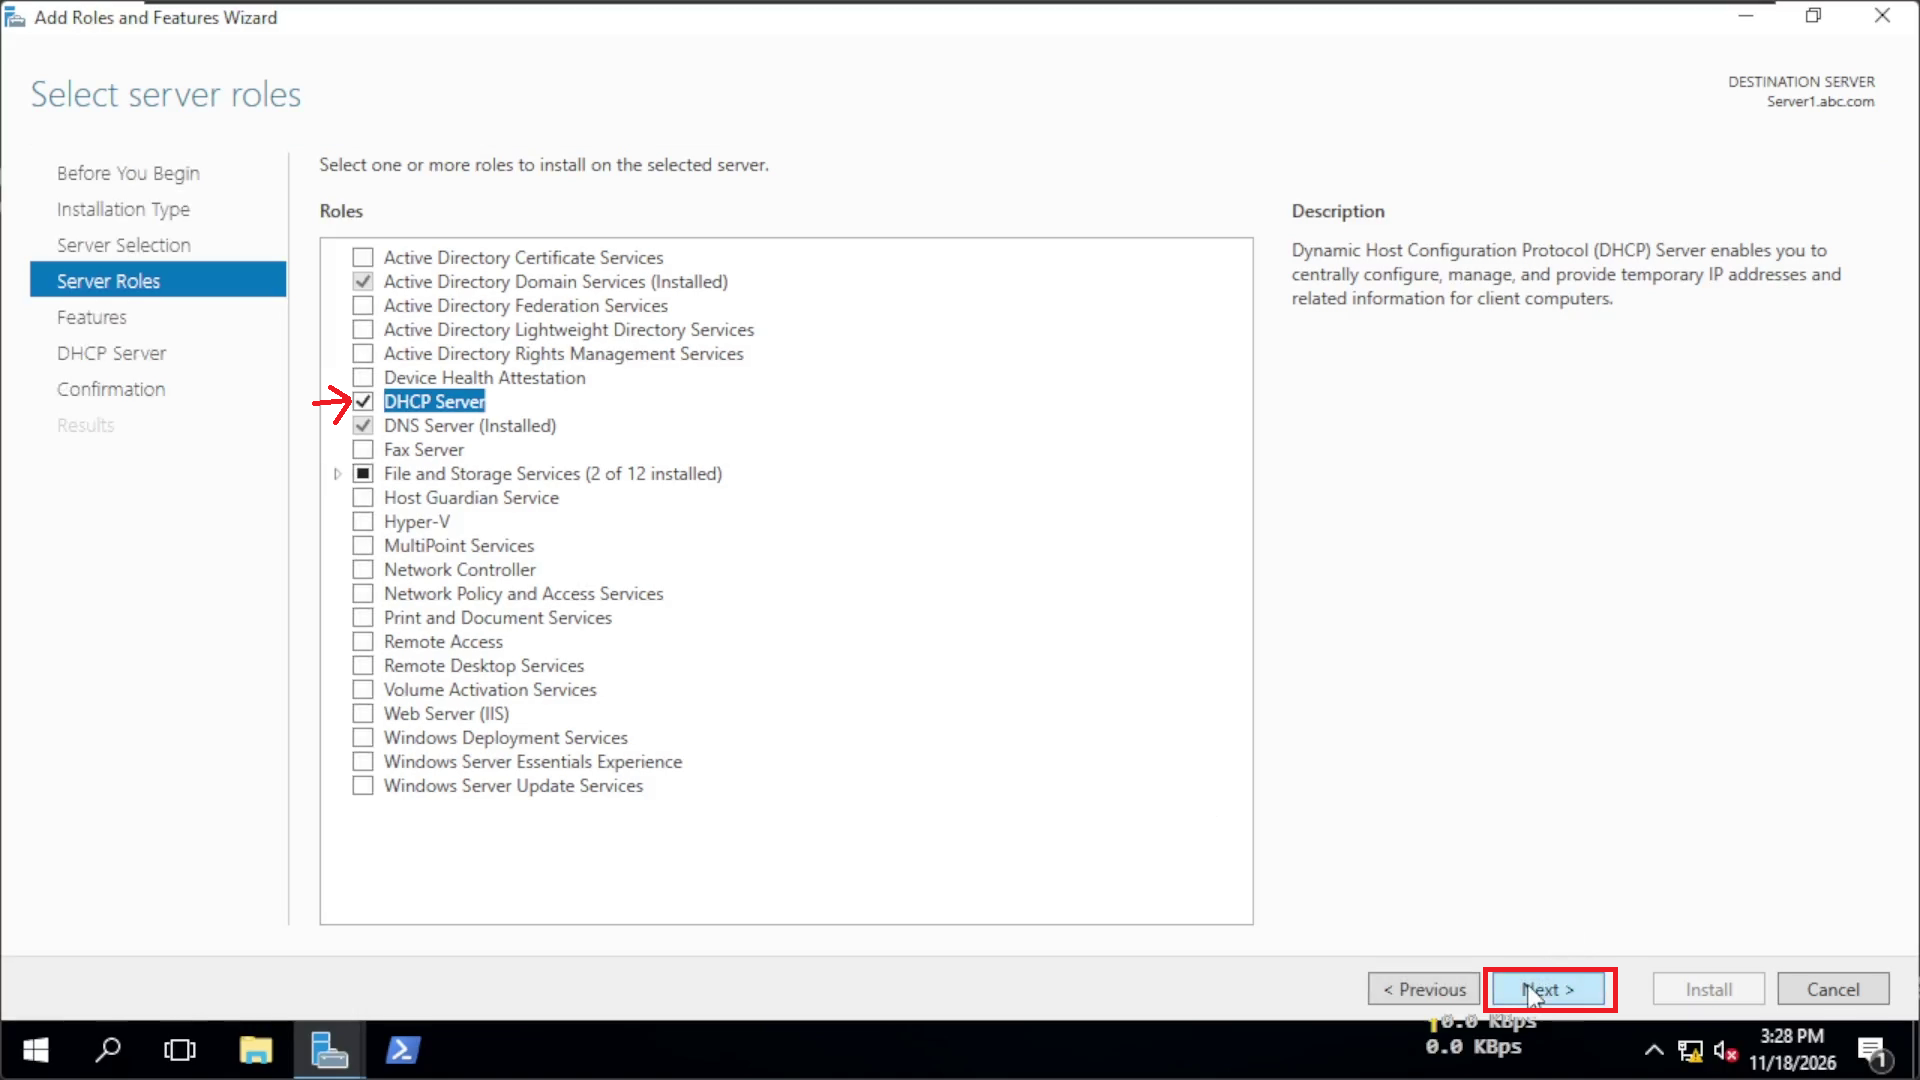 Add Roles and Features Wizard
Select server roles
DESTINATION SERVER
Server1.abc.com
Before You Begin
Installation Type
Server Selection
Server Roles
Features
DHCP Server
Confirmation
Results
Select one or more roles to install on the selected server.
Roles
Active Directory Certificate Services
Active Directory Domain Services (Installed)
Active Directory Federation Services
Active Directory Lightweight Directory Services
Active Directory Rights Management Services
Device Health Attestation
DHCP Server
DNS Server (Installed)
Fax Server
File and Storage Services (2 of 12 installed)
Host Guardian Service
Hyper-V
MultiPoint Services
Network Controller
Network Policy and Access Services
Print and Document Services
Remote Access
Remote Desktop Services
Volume Activation Services
Web Server (IIS)
Windows Deployment Services
Windows Server Essentials Experience
Windows Server Update Services
Description
Dynamic Host Configuration Protocol (DHCP) Server enables you to
centrally configure, manage, and provide temporary IP addresses and
related information for client computers.
< Previous
Next >
Install
Cancel
0.0 KBps
0.0 KBps
3:28 PM
11/18/2026
1